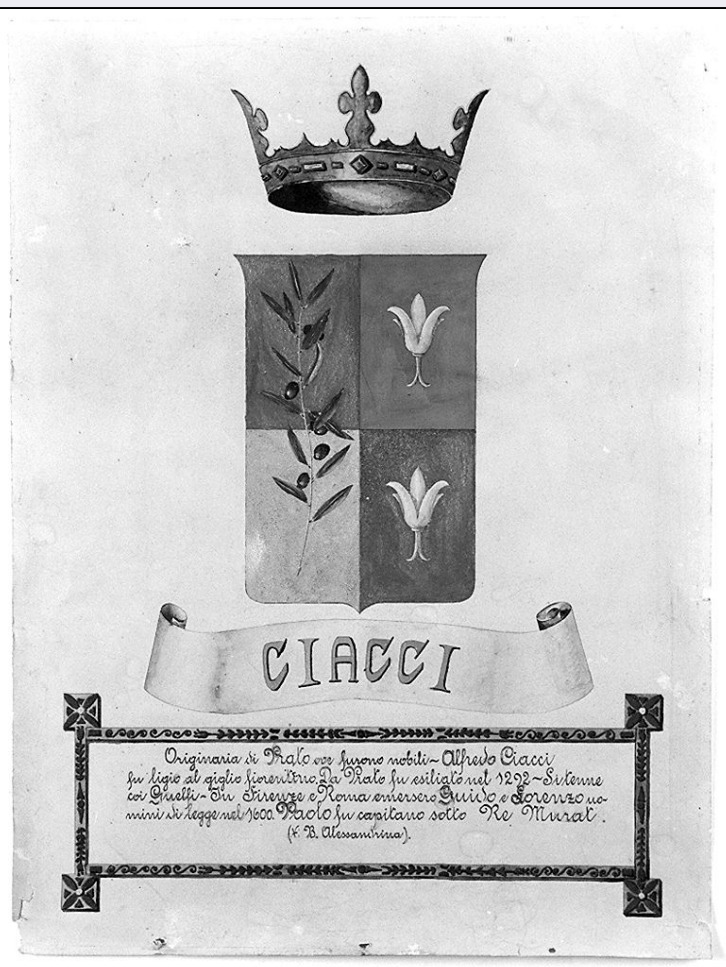 CIACCI
Originaria di Prato ove furono nobili ~ Alfredo Ciacci
fu ligio al giglio fiorentino. Da Prato fu esiliato nel 1292 ~ Si tenne
coi Guelfi - In Firenze e Roma emersero Guido e Lorenzo uo-
mini di legge nel 1600. Paolo fu capitano sotto Re Murat.
(F. B. Alessandrina).